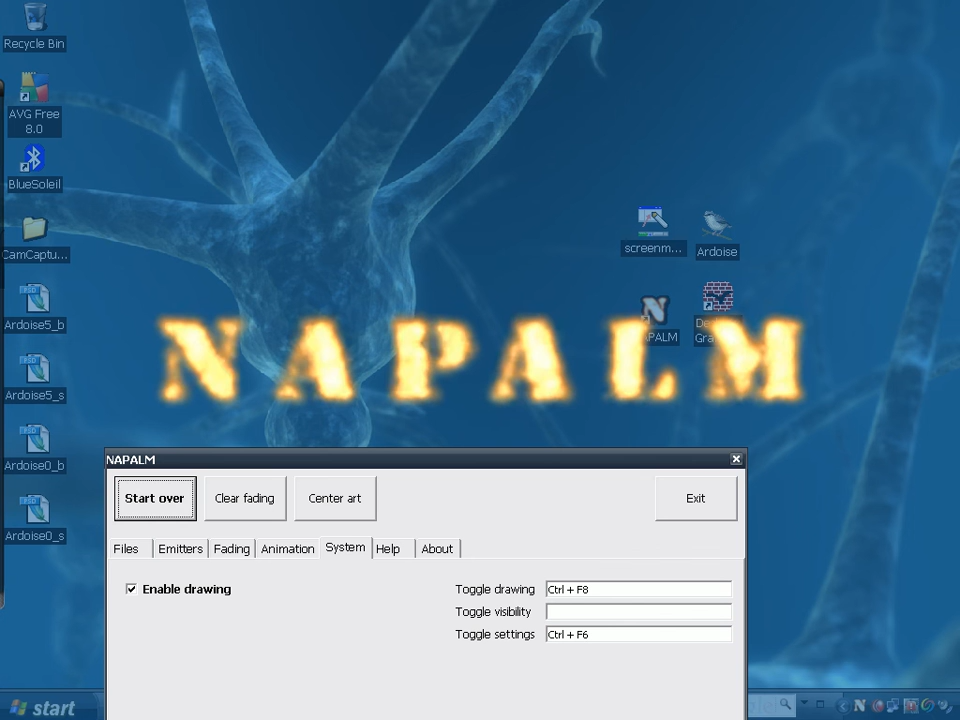 Recycle Bin
AVG Free
8.0
BlueSoleil
CamCaptu...
Ardoise5_b
Ardoise5_s
Ardoise0_b
Ardoise0_s
screenm...
Ardoise
NAPALM
NAPALM
Start over
Clear fading
Center art
Exit
Files
Emitters
Fading
Animation
System
Help
About
Enable drawing
Toggle drawing
Ctrl + F8
Toggle visibility
Toggle settings
Ctrl + F6
start